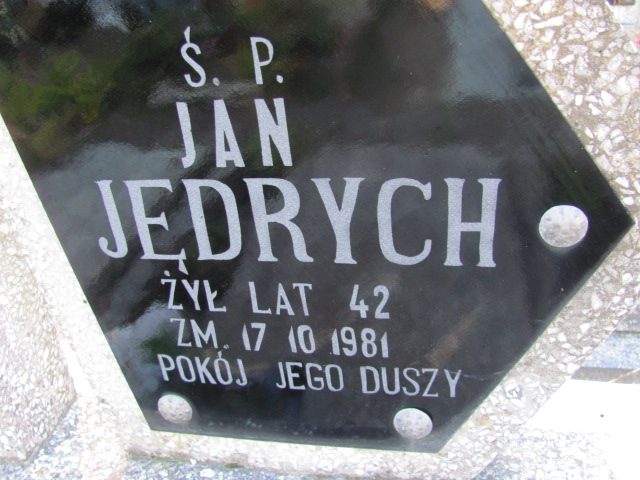 Ś. P.
JAN
JĘDRYCH
ŻYŁ LAT 42
ZM. 17 10 1981
POKÓJ JEGO DUSZY